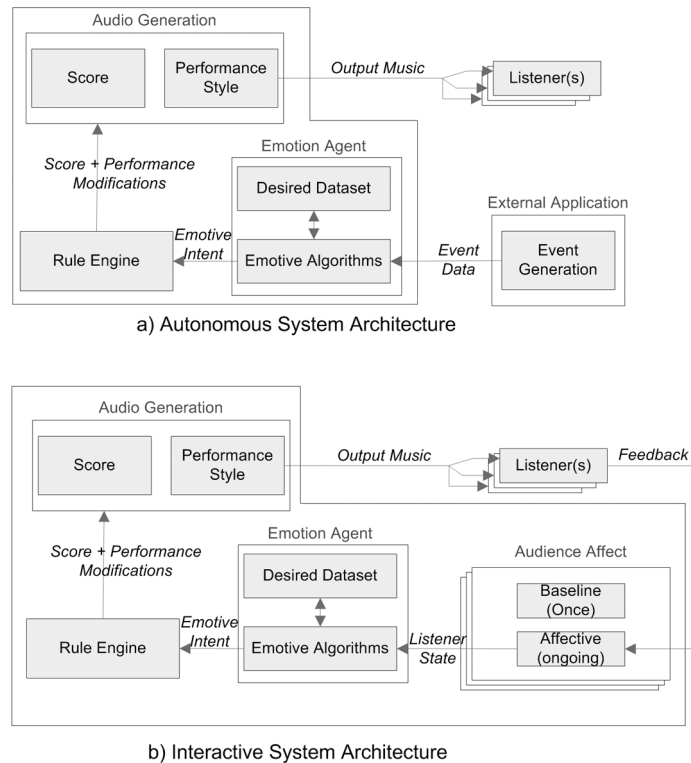 Audio Generation
Score
Performance
Style
Output Music
Listener(s)
Score + Performance
Modifications
Emotion Agent
Desired Dataset
External Application
Rule Engine
Emotive
Intent
Emotive Algorithms
Event
Data
Event
Generation
a) Autonomous System Architecture
Audio Generation
Score
Performance
Style
Output Music
Listener(s)
Feedback
Score + Performance
Modifications
Emotion Agent
Desired Dataset
Audience Affect
Baseline
(Once)
Rule Engine
Emotive
Intent
Emotive Algorithms
Listener
State
Affective
(ongoing)
b) Interactive System Architecture